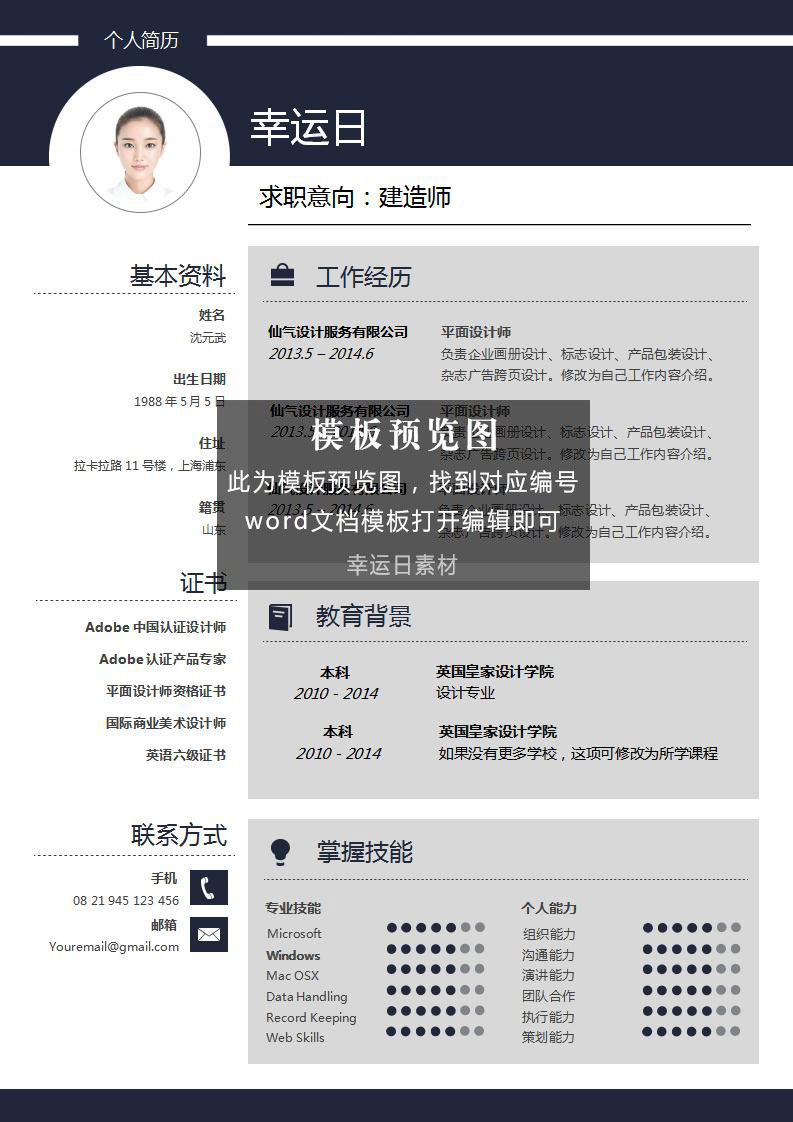 个人简历
幸运日
求职意向：建造师
基本资料
姓名
沈元武
出生日期
1988 年 5 月 5 日
住址
拉卡拉路 11 号楼，上海浦东
籍贯
山东
证书
Adobe 中国认证设计师
Adobe 认证产品专家
平面设计师资格证书
国际商业美术设计师
英语六级证书
联系方式
手机
08 21 945 123 456
邮箱
Youremail@gmail.com
工作经历
仙气设计服务有限公司 平面设计师
2013.5 – 2014.6 负责企业画册设计、标志设计、产品包装设计、
杂志广告跨页设计。修改为自己工作内容介绍。
仙气设计服务有限公司 平面设计师
2013.5 负责企业画册设计、标志设计、产品包装设计、
杂志广告跨页设计。修改为自己工作内容介绍。
2013.5 – 2014.6 负责企业画册设计、标志设计、产品包装设计、
杂志广告跨页设计。修改为自己工作内容介绍。
模板预览图
此为模板预览图，找到对应编号
word文档模板打开编辑即可
幸运日素材
教育背景
本科 英国皇家设计学院
2010 - 2014 设计专业
本科 英国皇家设计学院
2010 - 2014 如果没有更多学校，这项可修改为所学课程
掌握技能
专业技能 个人能力
Microsoft 组织能力
Windows 沟通能力
Mac OSX 演讲能力
Data Handling 团队合作
Record Keeping 执行能力
Web Skills 策划能力